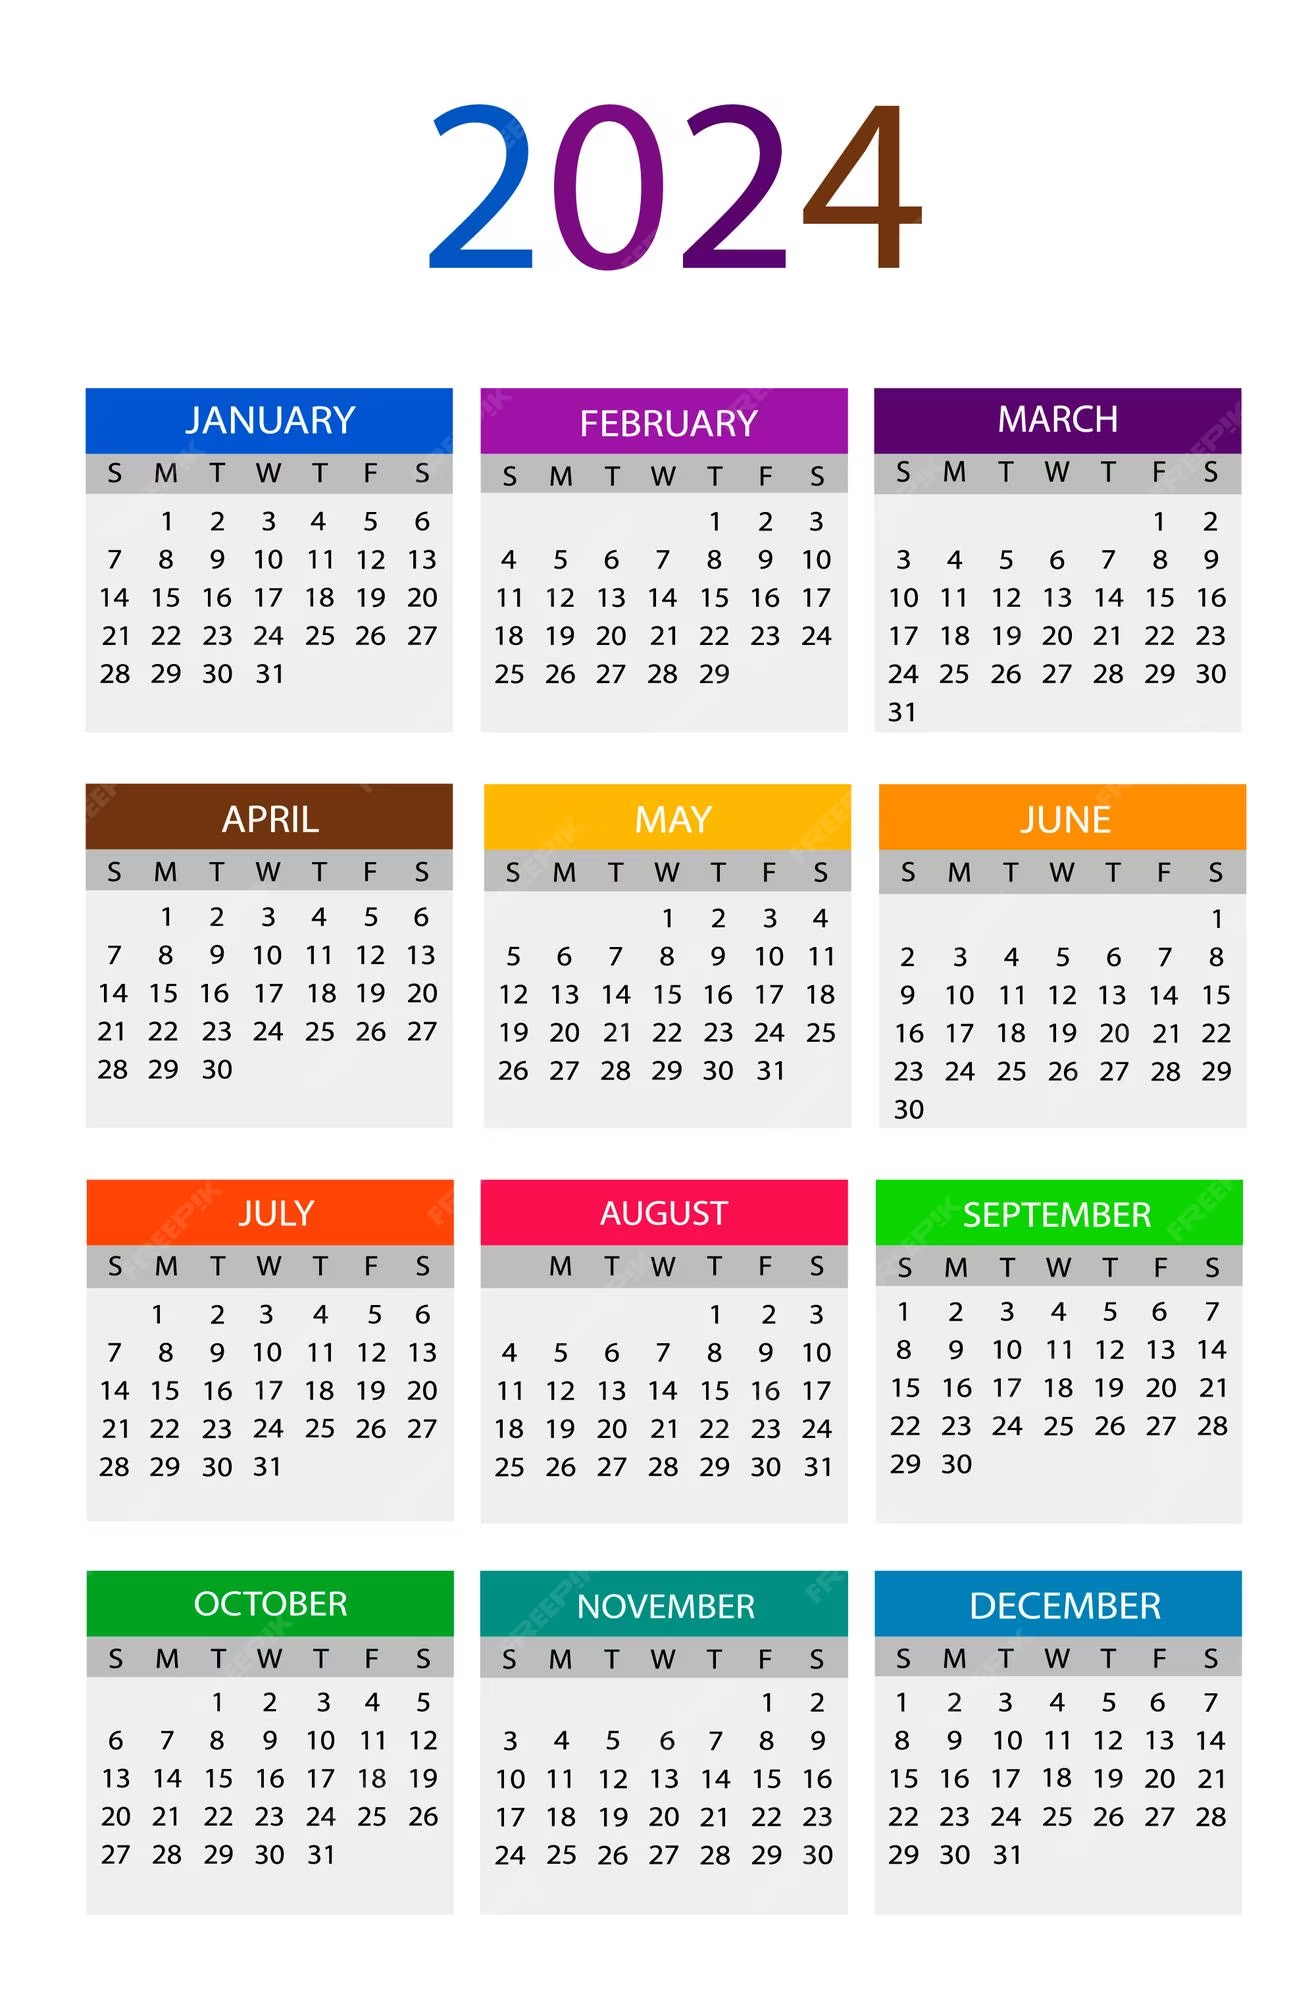 2024
JANUARY
S M T W T F S
1 2 3 4 5 6
7 8 9 10 11 12 13
14 15 16 17 18 19 20
21 22 23 24 25 26 27
28 29 30 31
FEBRUARY
S M T W T F S
1 2 3
4 5 6 7 8 9 10
11 12 13 14 15 16 17
18 19 20 21 22 23 24
25 26 27 28 29
MARCH
S M T W T F S
1 2
3 4 5 6 7 8 9
10 11 12 13 14 15 16
17 18 19 20 21 22 23
24 25 26 27 28 29 30
31
APRIL
S M T W T F S
1 2 3 4 5 6
7 8 9 10 11 12 13
14 15 16 17 18 19 20
21 22 23 24 25 26 27
28 29 30
MAY
S M T W T F S
1 2 3 4
5 6 7 8 9 10 11
12 13 14 15 16 17 18
19 20 21 22 23 24 25
26 27 28 29 30 31
JUNE
S M T W T F S
1
2 3 4 5 6 7 8
9 10 11 12 13 14 15
16 17 18 19 20 21 22
23 24 25 26 27 28 29
30
JULY
S M T W T F S
1 2 3 4 5 6
7 8 9 10 11 12 13
14 15 16 17 18 19 20
21 22 23 24 25 26 27
28 29 30 31
AUGUST
M T W T F S
1 2 3
4 5 6 7 8 9 10
11 12 13 14 15 16 17
18 19 20 21 22 23 24
25 26 27 28 29 30 31
SEPTEMBER
S M T W T F S
1 2 3 4 5 6 7
8 9 10 11 12 13 14
15 16 17 18 19 20 21
22 23 24 25 26 27 28
29 30
OCTOBER
S M T W T F S
1 2 3 4 5
6 7 8 9 10 11 12
13 14 15 16 17 18 19
20 21 22 23 24 25 26
27 28 29 30 31
NOVEMBER
S M T W T F S
1 2
3 4 5 6 7 8 9
10 11 12 13 14 15 16
17 18 19 20 21 22 23
24 25 26 27 28 29 30
DECEMBER
S M T W T F S
1 2 3 4 5 6 7
8 9 10 11 12 13 14
15 16 17 18 19 20 21
22 23 24 25 26 27 28
29 30 31